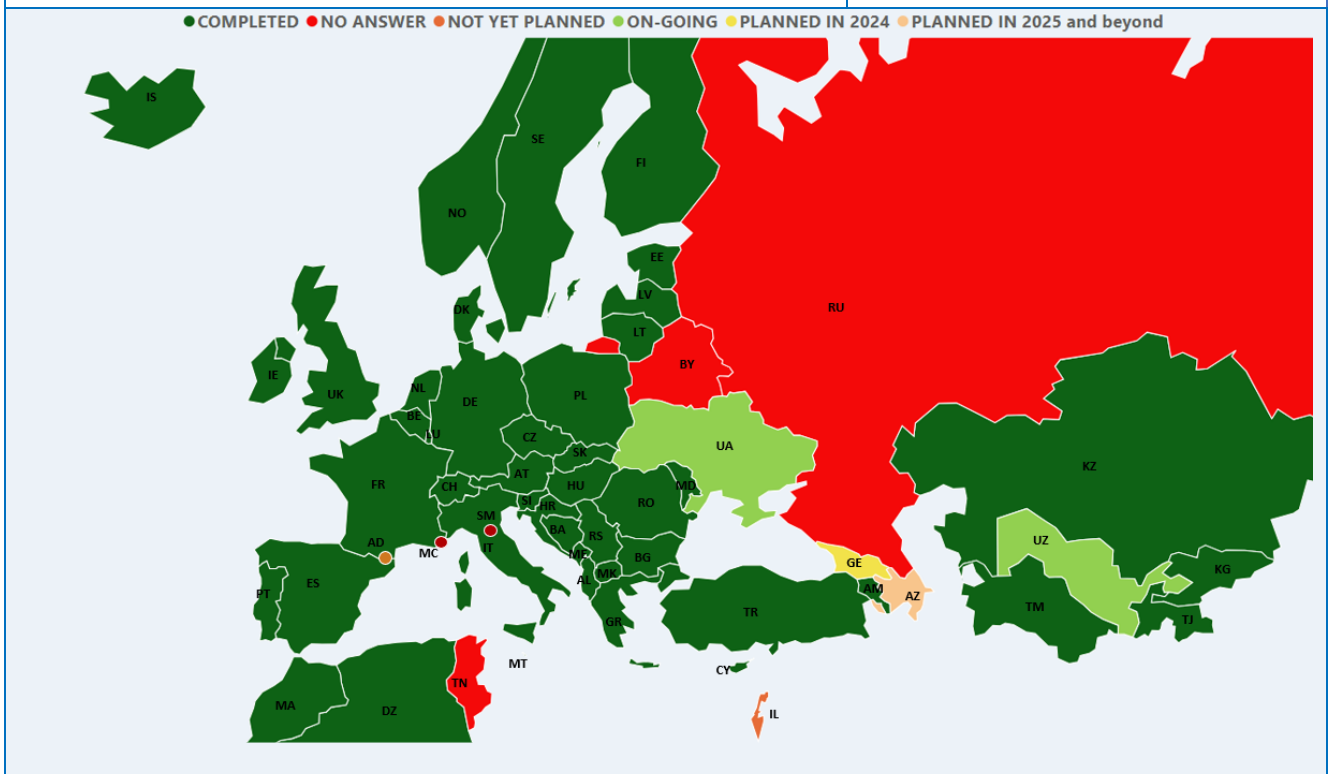 COMPLETED NO ANSWER NOT YET PLANNED ON-GOING PLANNED IN 2024 PLANNED IN 2025 and beyond
IS
SE
FI
NO
EE
LV
DK
RU
LT
BY
IE
NL
UK
DE
PL
BE
LU
CZ
UA
SK
KZ
FR
CH
AT
HU
MD
RO
SI
HR
SM
BA
RS
AD
MC
IT
ME
BG
UZ
GE
KG
ES
PT
AL
MK
AM
AZ
TR
TM
TJ
GR
MT
CY
TN
MA
DZ
IL